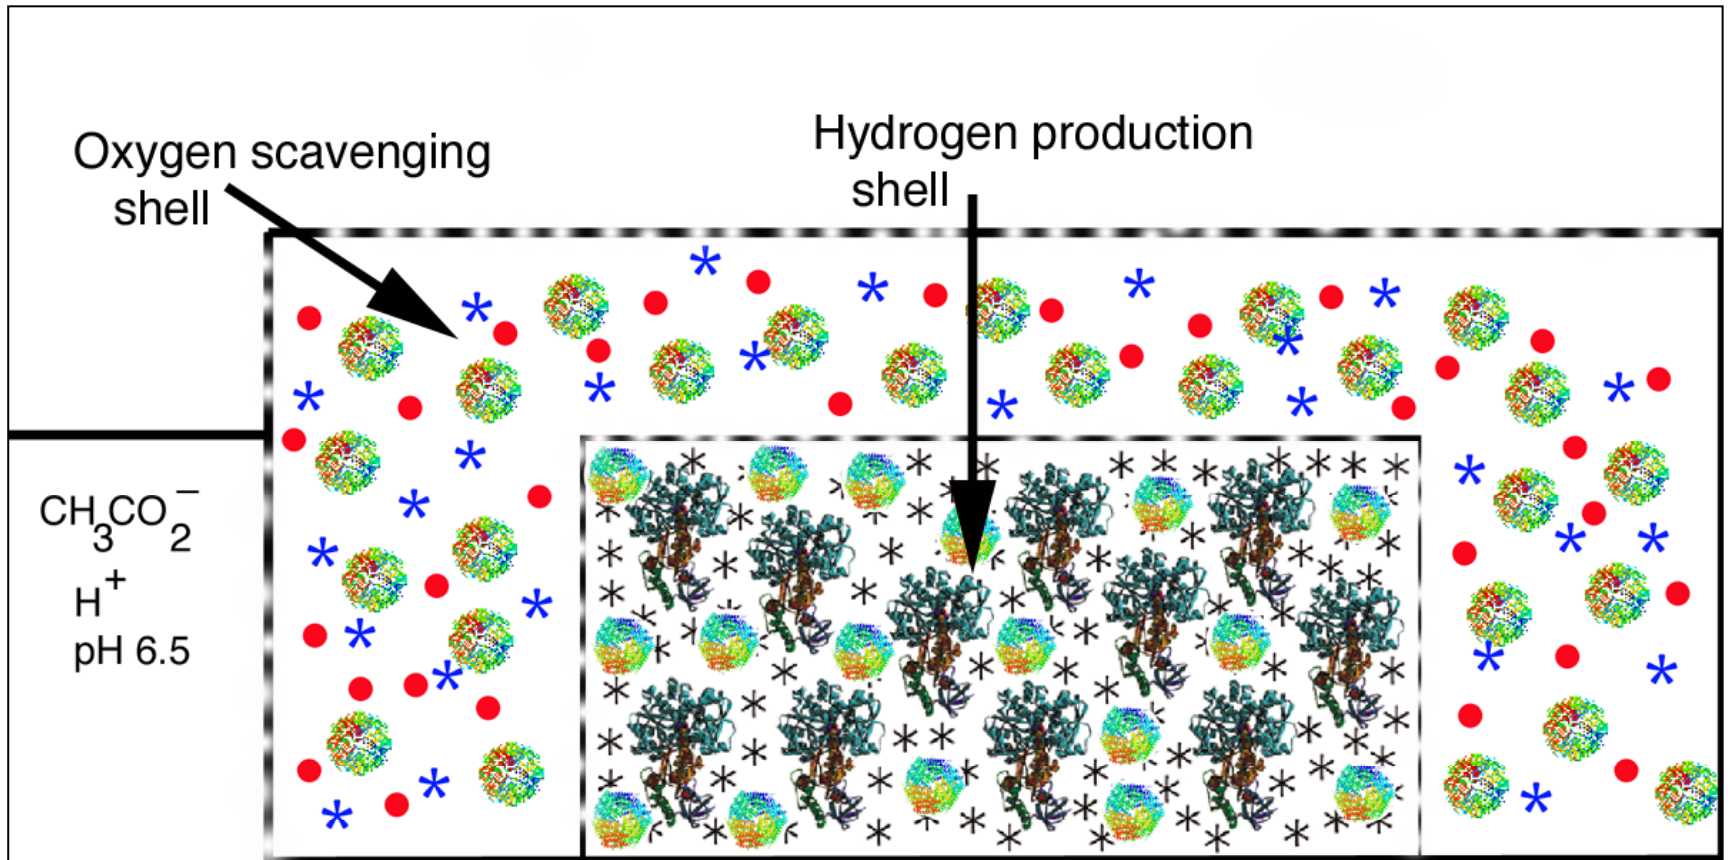 Oxygen scavenging
shell
Hydrogen production
shell
CH₃CO₂⁻
H⁺
pH 6.5